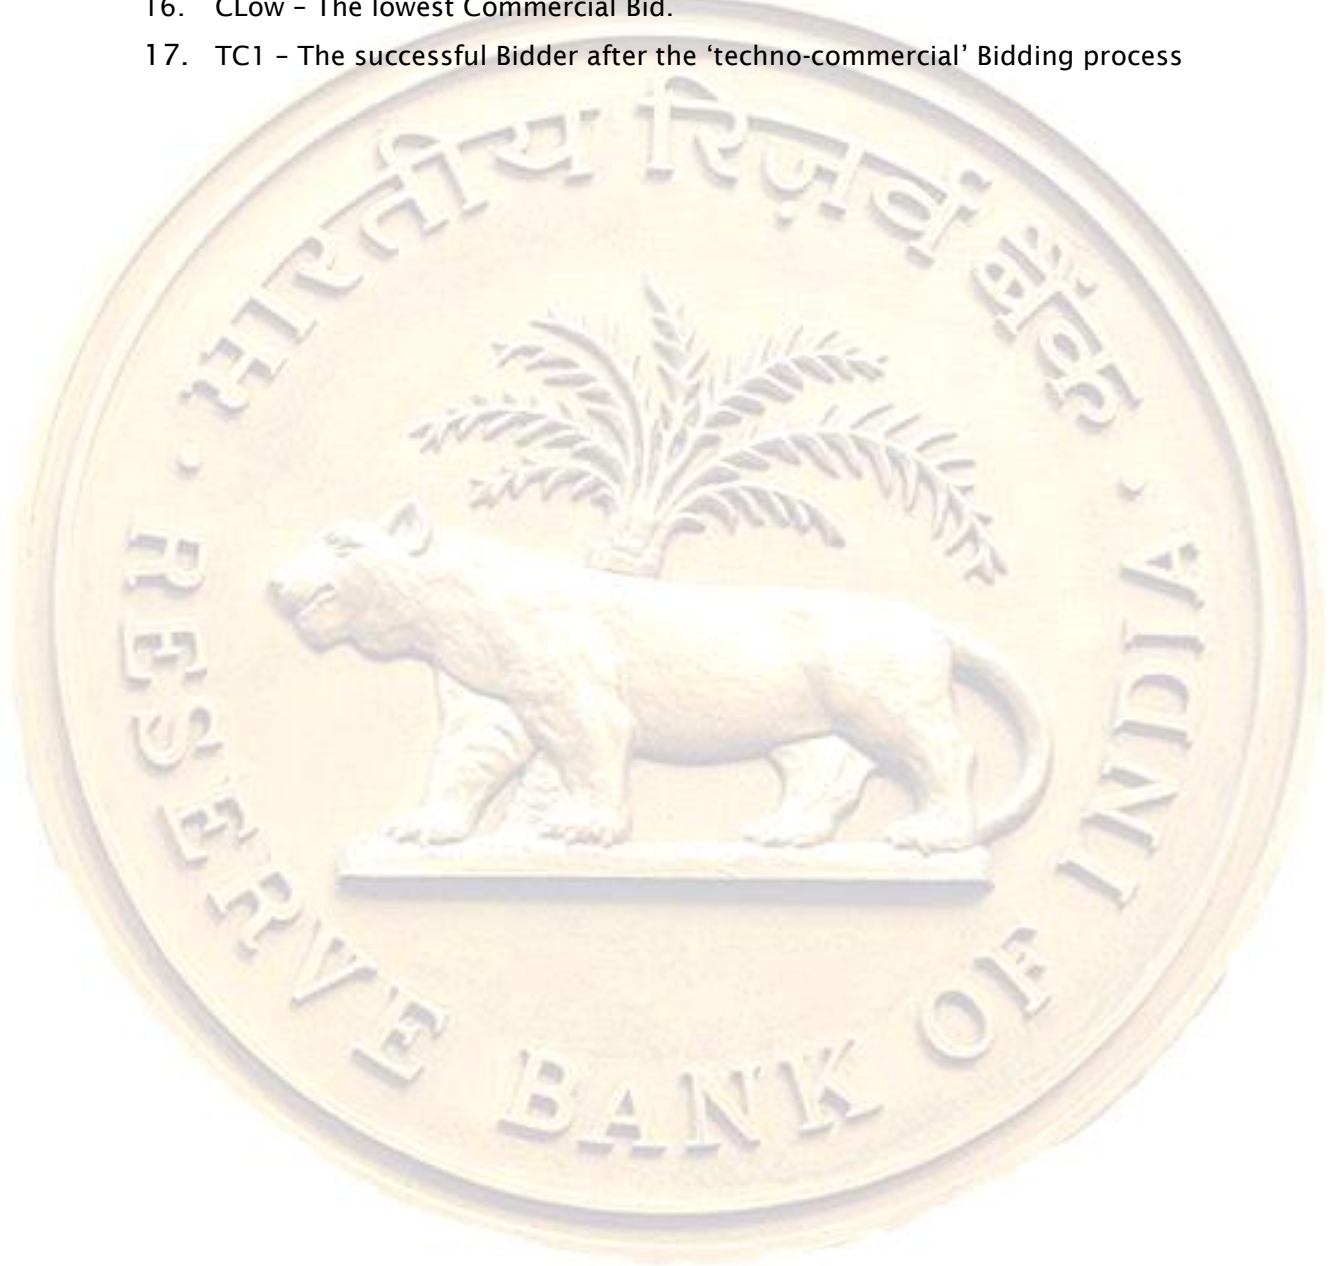 16. CLow – The lowest Commercial Bid.
17. TC1 – The successful Bidder after the ‘techno-commercial’ Bidding process
भारतीय रिज़र्व बैंक
RESERVE BANK OF INDIA